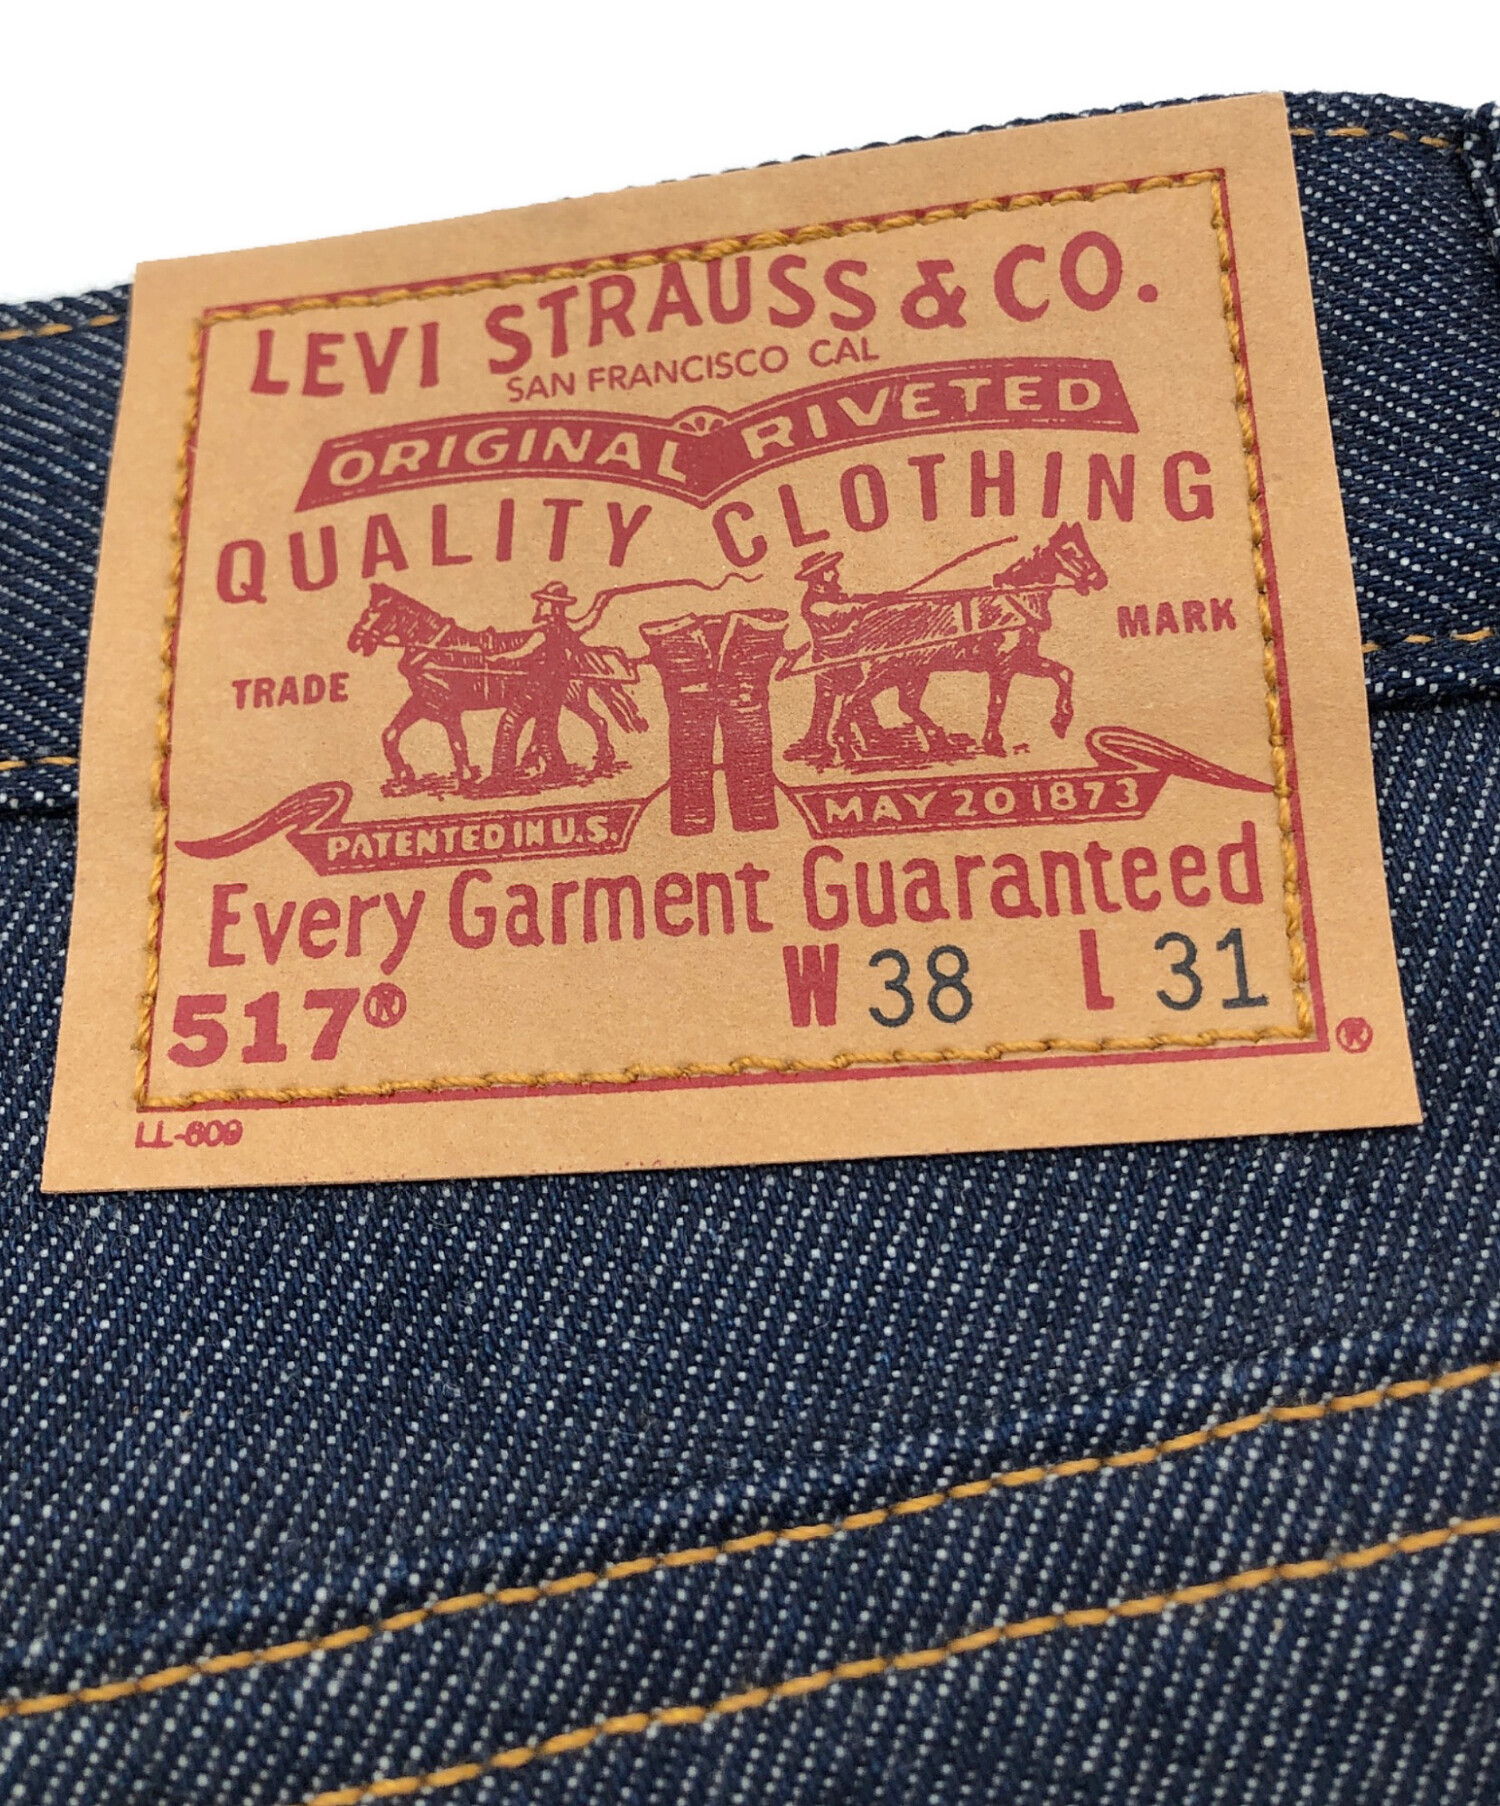 LEVI STRAUSS & CO.
SAN FRANCISCO CAL
ORIGINAL RIVETED
QUALITY CLOTHING
TRADE MARK
PATENTED IN U.S. MAY 20 1873
Every Garment Guaranteed
517® W 38 L 31
®
LL-609